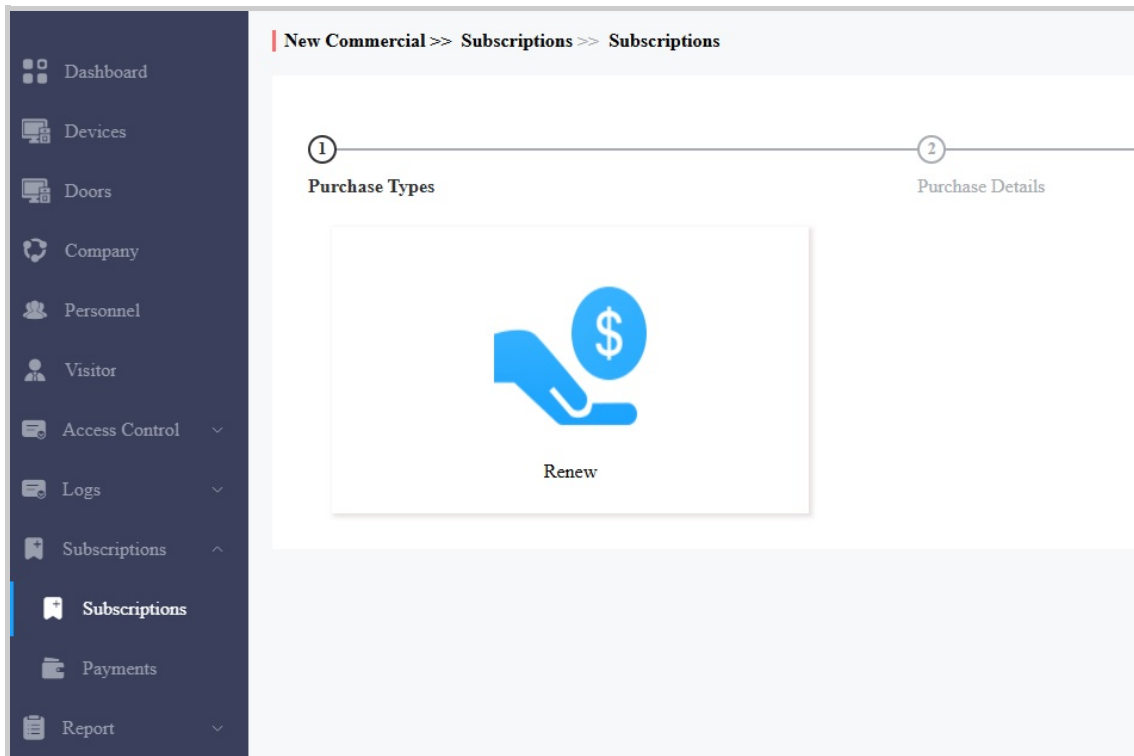 New Commercial >> Subscriptions >> Subscriptions
Dashboard
Devices
Doors
Company
Personnel
Visitor
Access Control
Logs
Subscriptions
Subscriptions
Payments
Report
1
Purchase Types
2
Purchase Details
$
Renew